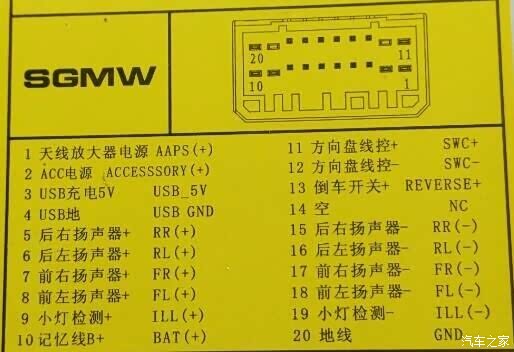 SGMW
20 11
10 1
1 天线放大器电源 AAPS(+)
2 ACC电源 ACCESSSORY(+)
3 USB充电5V USB_5V
4 USB地 USB GND
5 后右扬声器+ RR(+)
6 后左扬声器+ RL(+)
7 前右扬声器+ FR(+)
8 前左扬声器+ FL(+)
9 小灯检测+ ILL(+)
10 记忆线B+ BAT(+)
11 方向盘线控+ SWC+
12 方向盘线控- SWC-
13 倒车开关+ REVERSE+
14 空 NC
15 后右扬声器- RR(-)
16 后左扬声器- RL(-)
17 前右扬声器- FR(-)
18 前左扬声器- FL(-)
19 小灯检测- ILL(-)
20 地线 GND
汽车之家